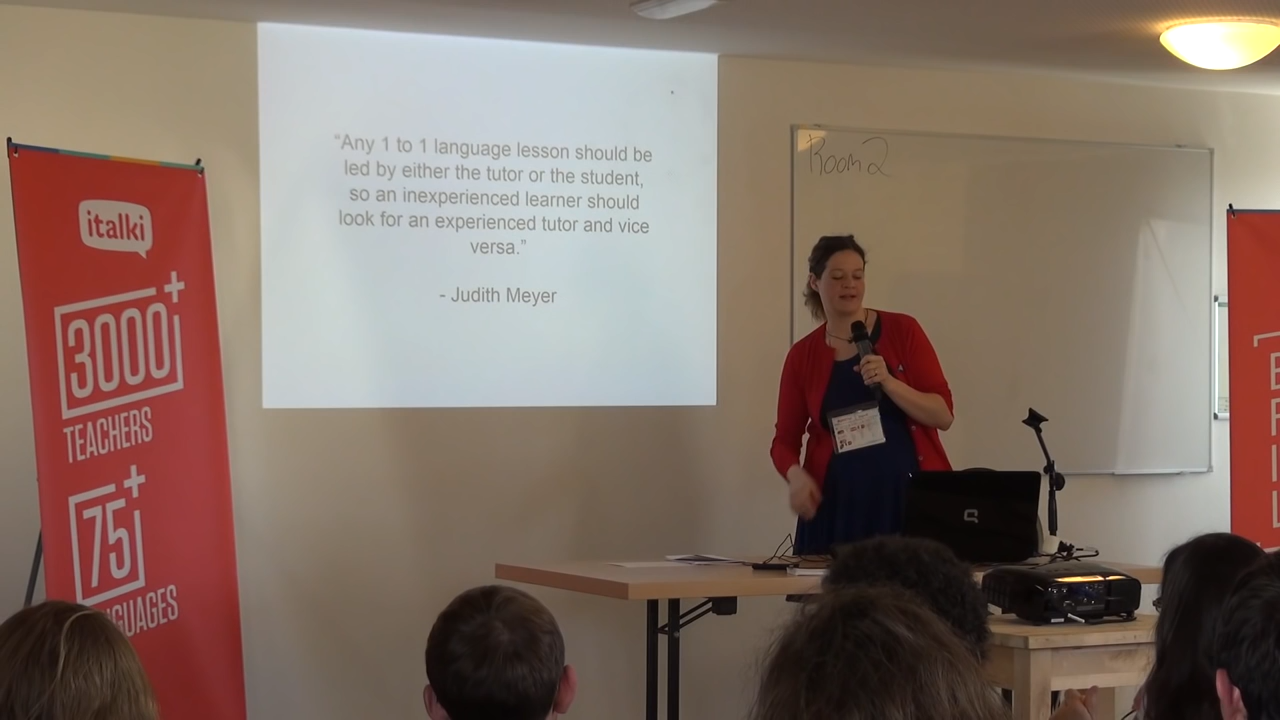 italki
3000+
TEACHERS
75+
“Any 1 to 1 language lesson should be
led by either the tutor or the student,
so an inexperienced learner should
look for an experienced tutor and vice
versa.”
- Judith Meyer
Room 2